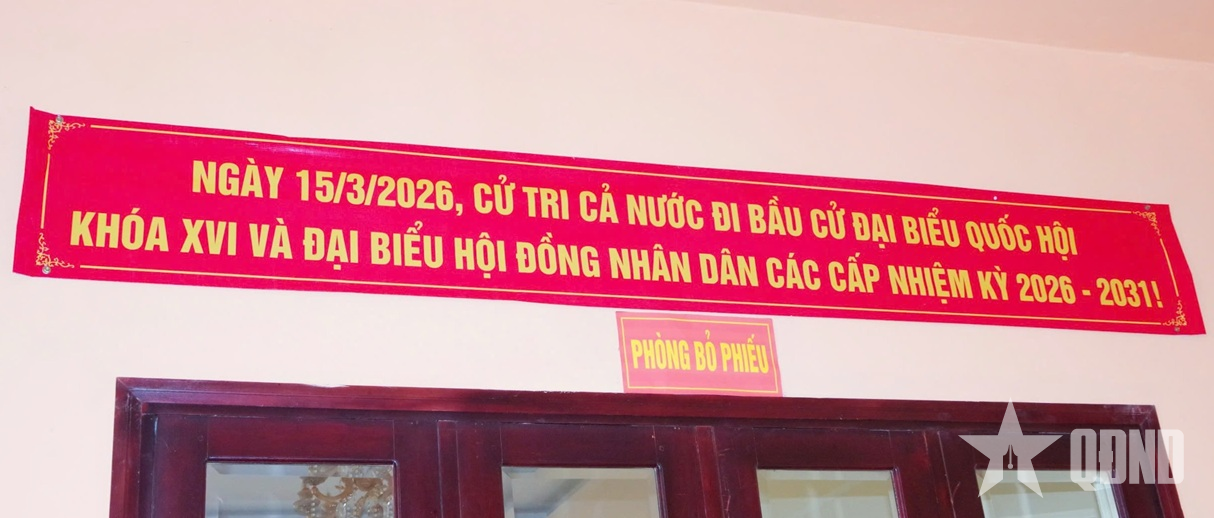 NGÀY 15/3/2026, CỬ TRI CẢ NƯỚC ĐI BẦU CỬ ĐẠI BIỂU QUỐC HỘI
KHÓA XVI VÀ ĐẠI BIỂU HỘI ĐỒNG NHÂN DÂN CÁC CẤP NHIỆM KỲ 2026 - 2031!
PHÒNG BỎ PHIẾU
QĐND